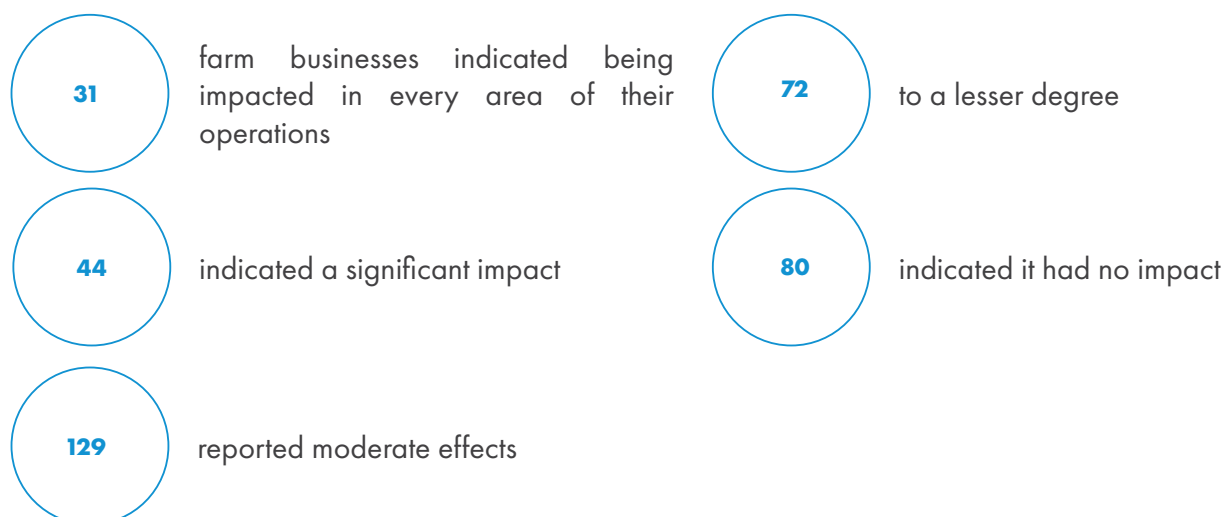 31
farm businesses indicated being
impacted in every area of their
operations
44
indicated a significant impact
129
reported moderate effects
72
to a lesser degree
80
indicated it had no impact